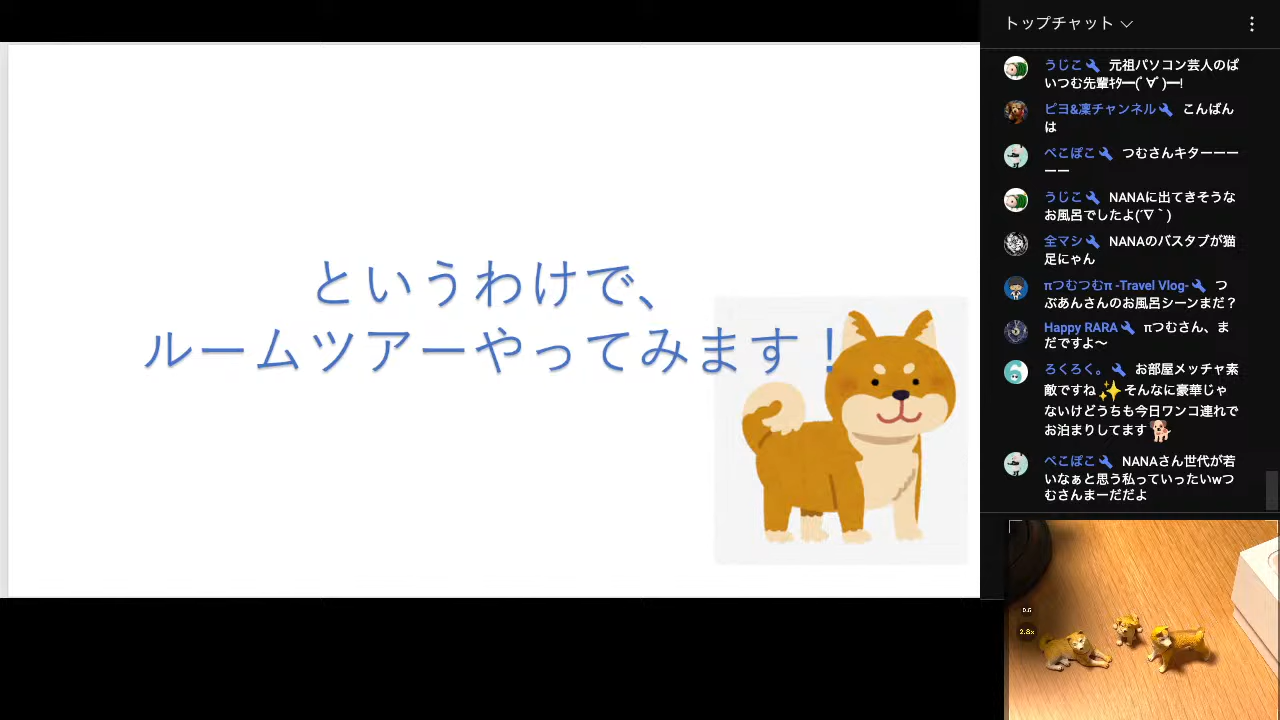 というわけで、
ルームツアーやってみます！
トップチャット
うじこ 元祖パソコン芸人のぱ
いつむ先輩ｷﾀ━(ﾟ∀ﾟ)━!
ピヨ&凜チャンネル こんばん
は
ぺこぽこ つむさんキターーー
ーー
うじこ NANAに出てきそうな
お風呂でしたよ(´∇｀)
全マシ NANAのバスタブが猫
足にゃん
πつむつむπ -Travel Vlog- つ
ぶあんさんのお風呂シーンまだ？
Happy RARA πつむさん、ま
だですよ〜
ろくろく。 お部屋メッチャ素
敵ですね✨そんなに豪華じゃ
ないけどうちも今日ワンコ連れで
お泊まりしてます🐕
ぺこぽこ NANAさん世代が若
いなぁと思う私っていったいwつ
むさんまーだだよ
0.6
2.8x